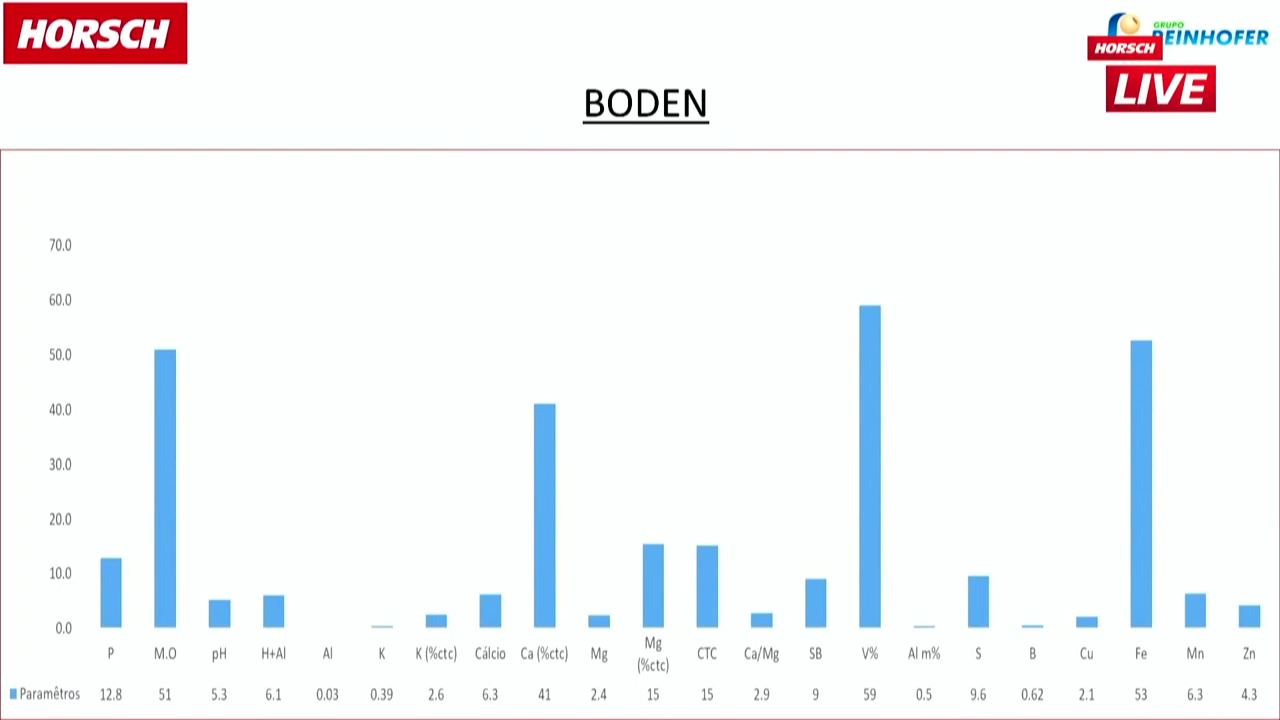 HORSCH
GRUPO
HORSCH
LIVE
BODEN
70.0
60.0
50.0
40.0
30.0
20.0
10.0
0.0
P M.O pH H+Al Al K K (%ctc) Cálcio Ca (%ctc) Mg Mg (%ctc) CTC Ca/Mg SB V% Al m% S B Cu Fe Mn Zn
Paramêtros 12.8 51 5.3 6.1 0.03 0.39 2.6 6.3 41 2.4 15 15 2.9 9 59 0.5 9.6 0.62 2.1 53 6.3 4.3